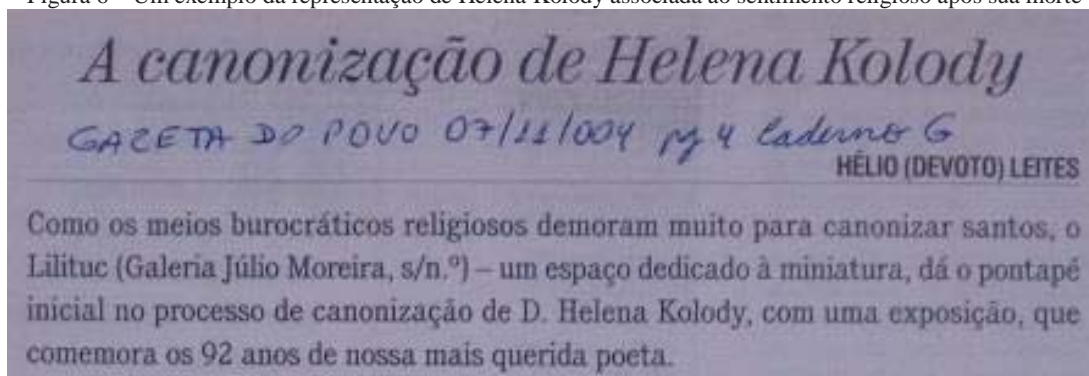 Figura 6 – Um exemplo da representação de Helena Kolody associada ao sentimento religioso após sua morte
A canonização de Helena Kolody
GAZETA DO POVO 07/11/004 pg 4 Caderno G
HÉLIO (DEVOTO) LEITES
Como os meios burocráticos religiosos demoram muito para canonizar santos, o
Lilituc (Galeria Júlio Moreira, s/n.º) – um espaço dedicado à miniatura, dá o pontapé
inicial no processo de canonização de D. Helena Kolody, com uma exposição, que
comemora os 92 anos de nossa mais querida poeta.